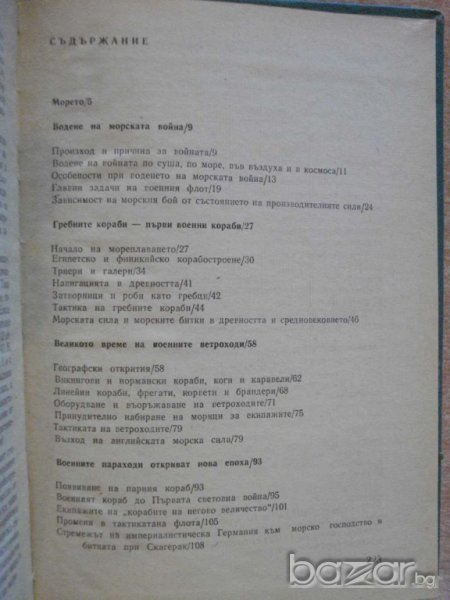 СЪДЪРЖАНИЕ
Морето/5
Водене на морската война/9
Произход и причина за войната/9
Водене на войната по суша, по море, във въздуха и в космоса/11
Особености при воденето на морската война/13
Главни задачи на военния флот/19
Зависимост на морския бой от състоянието на производителните сили/24
Гребните кораби — първи военни кораби/27
Начало на мореплаването/27
Египетско и финикийско корабостроене/30
Триери и галери/34
Навигацията в древността/41
Затворници и роби като гребци/42
Тактика на гребните кораби/44
Морската сила и морските битки в древността и средновековието/46
Великото време на военните ветроходи/58
Географски открития/58
Викингови и нормански кораби, коги и каравели/62
Линейни кораби, фрегати, корвети и брандери/68
Оборудване и въоръжаване на ветроходите/71
Принудително набиране на моряци за екипажите/75
Тактиката на ветроходите/79
Възход на английската морска сила/79
Военните параходи откриват нова епоха/93
Появяване на парния кораб/93
Военният кораб до Първата световна война/95
Екипажите на „корабите на негово величество“/101
Промени в тактиката на флота/105
Стремежът на империалистическа Германия към морско господство и
битката при Скагерак/108
bazar.bg